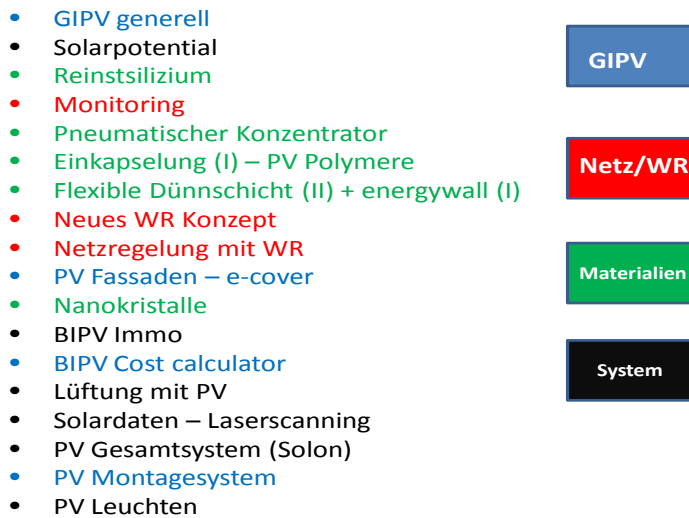 • GIPV generell
• Solarpotential
• Reinstsilizium
• Monitoring
• Pneumatischer Konzentrator
• Einkapselung (I) – PV Polymere
• Flexible Dünnschicht (II) + energywall (I)
• Neues WR Konzept
• Netzregelung mit WR
• PV Fassaden – e-cover
• Nanokristalle
• BIPV Immo
• BIPV Cost calculator
• Lüftung mit PV
• Solardaten – Laserscanning
• PV Gesamtsystem (Solon)
• PV Montagesystem
• PV Leuchten
GIPV
Netz/WR
Materialien
System